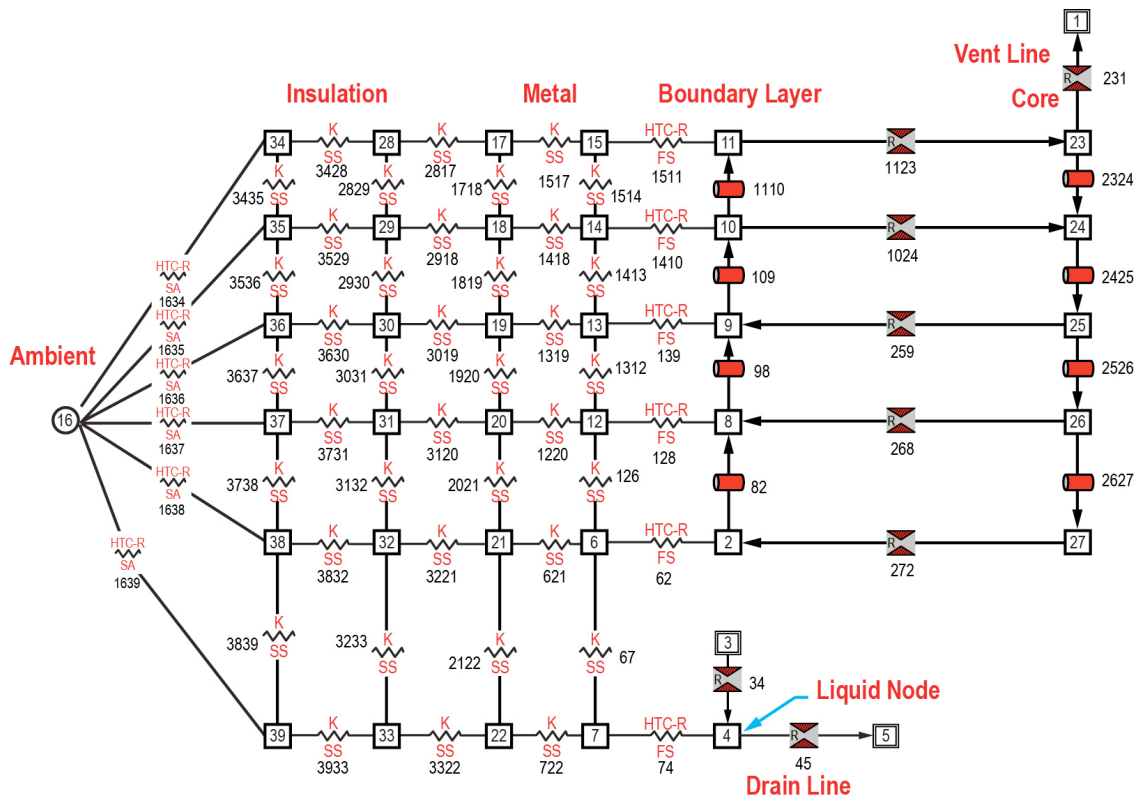 1
Vent Line
R
231
Insulation
Metal
Boundary Layer
Core
34
K
SS
3428
28
K
SS
2817
17
K
SS
1517
15
HTC-R
FS
1511
11
R
1123
23
3435
K
SS
2829
K
SS
1718
K
SS
K
SS
1514
1110
2324
35
K
SS
3529
29
K
SS
2918
18
K
SS
1418
14
HTC-R
FS
1410
10
R
1024
24
HTC-R
SA
1634
3536
K
SS
2930
K
SS
1819
K
SS
K
SS
1413
109
2425
HTC-R
SA
1635
36
K
SS
3630
30
K
SS
3019
19
K
SS
1319
13
HTC-R
FS
139
9
R
259
25
Ambient
HTC-R
SA
1636
3637
K
SS
3031
K
SS
1920
K
SS
K
SS
1312
98
2526
16
HTC-R
SA
1637
37
K
SS
3731
31
K
SS
3120
20
K
SS
1220
12
HTC-R
FS
128
8
R
268
26
HTC-R
SA
1638
3738
K
SS
3132
K
SS
2021
K
SS
K
SS
126
82
2627
38
K
SS
3832
32
K
SS
3221
21
K
SS
621
6
HTC-R
FS
62
2
R
272
27
HTC-R
SA
1639
3839
K
SS
3233
K
SS
2122
K
SS
K
SS
67
3
R
34
Liquid Node
39
K
SS
3933
33
K
SS
3322
22
K
SS
722
7
HTC-R
FS
74
4
R
45
5
Drain Line